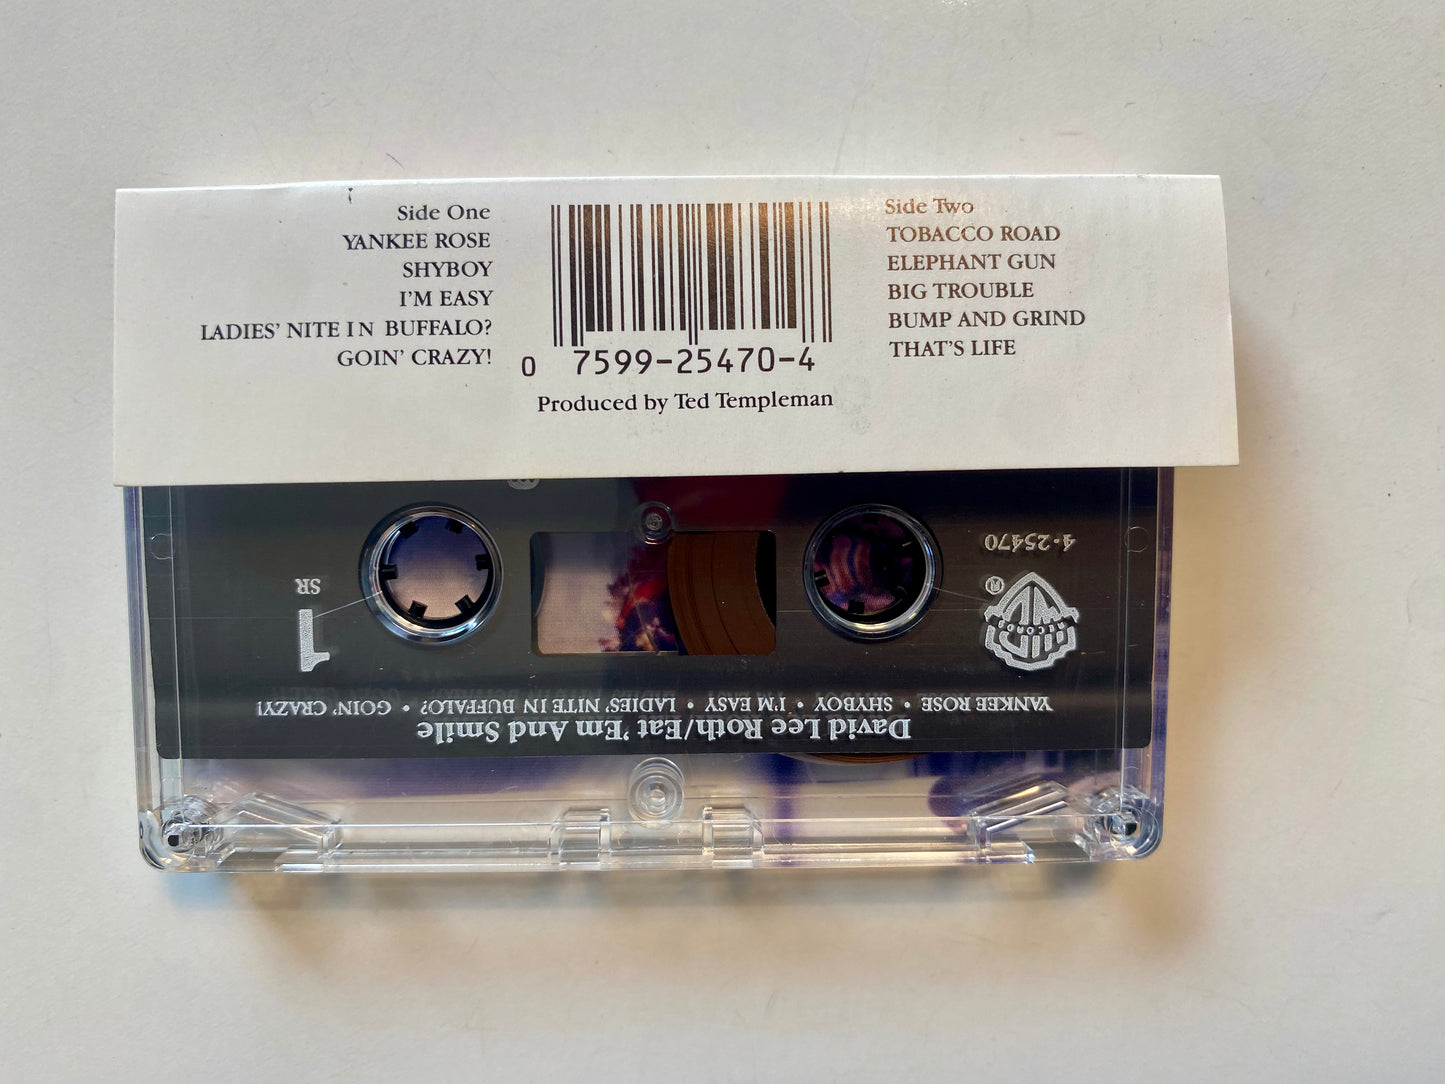 Side One
YANKEE ROSE
SHYBOY
I'M EASY
LADIES' NITE IN BUFFALO?
GOIN' CRAZY!
0 7599-25470-4
Produced by Ted Templeman
Side Two
TOBACCO ROAD
ELEPHANT GUN
BIG TROUBLE
BUMP AND GRIND
THAT'S LIFE
David Lee Roth/Eat 'Em And Smile
YANKEE ROSE • SHYBOY • I'M EASY • LADIES' NITE IN BUFFALO? • GOIN' CRAZY!
1
SR
RECORDS
®
4-25470